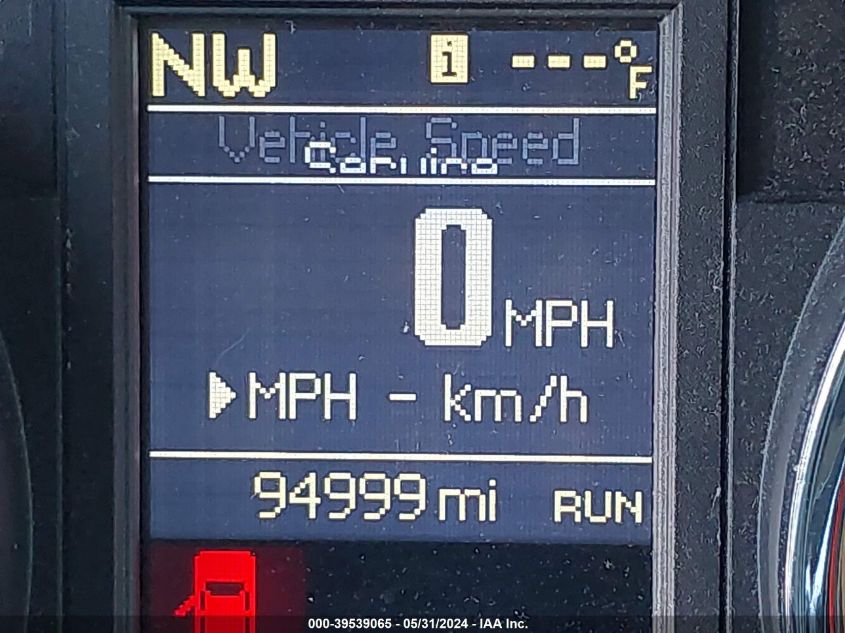 NW i ---°F
Vehicle Speed
0 MPH
MPH - km/h
94999 mi RUN
000-39539065 - 05/31/2024 - IAA Inc.